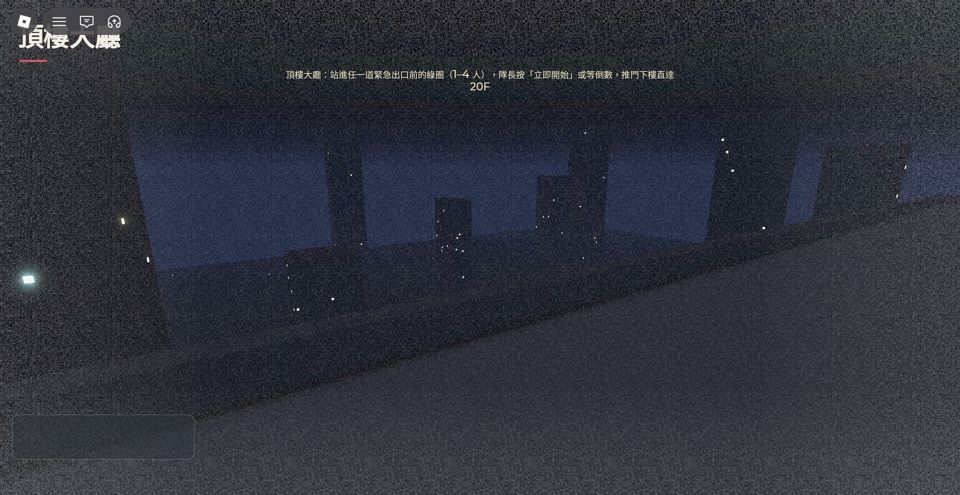 頂樓大廳
頂樓大廳：站進任一道緊急出口前的綠圈（1–4 人），隊長按「立即開始」或等倒數，推門下樓直達
20F